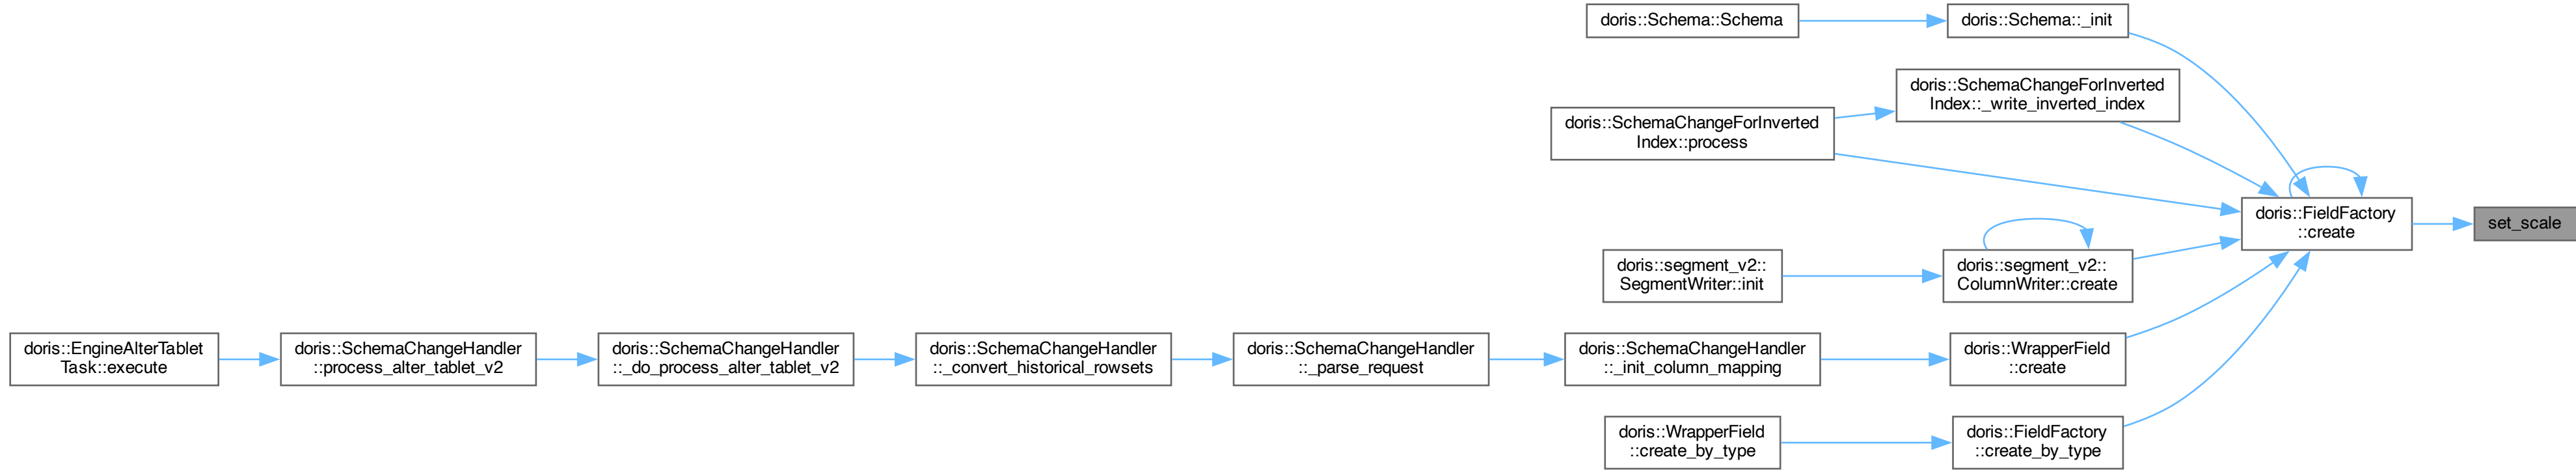 doris::Schema::Schema
doris::Schema::_init
doris::SchemaChangeForInverted
Index::_write_inverted_index
doris::SchemaChangeForInverted
Index::process
doris::FieldFactory
::create
set_scale
doris::segment_v2::
SegmentWriter::init
doris::segment_v2::
ColumnWriter::create
doris::EngineAlterTablet
Task::execute
doris::SchemaChangeHandler
::process_alter_tablet_v2
doris::SchemaChangeHandler
::_do_process_alter_tablet_v2
doris::SchemaChangeHandler
::_convert_historical_rowsets
doris::SchemaChangeHandler
::_parse_request
doris::SchemaChangeHandler
::_init_column_mapping
doris::WrapperField
::create
doris::WrapperField
::create_by_type
doris::FieldFactory
::create_by_type